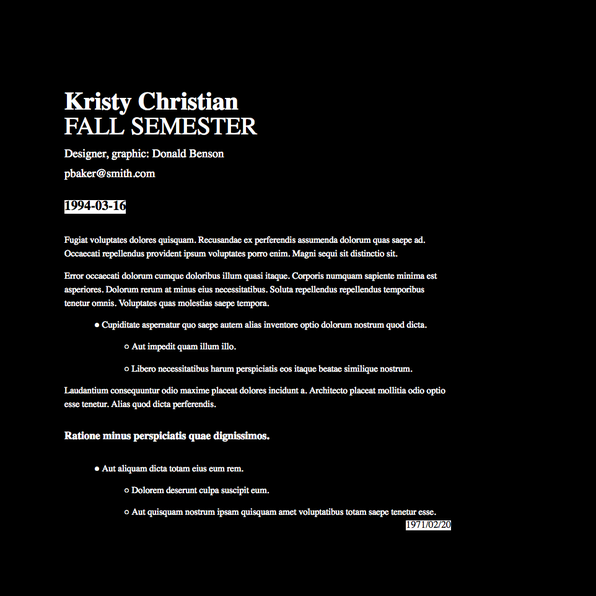 Kristy Christian
FALL SEMESTER
Designer, graphic: Donald Benson
pbaker@smith.com
1994-03-16
Fugiat voluptates dolores quisquam. Recusandae ex perferendis assumenda dolorum quas saepe ad.
Occaecati repellendus provident ipsum voluptates porro enim. Magni sequi sit distinctio sit.
Error occaecati dolorum cumque doloribus illum quasi itaque. Corporis numquam sapiente minima est
asperiores. Dolorum rerum at minus eius necessitatibus. Soluta repellendus repellendus temporibus
tenetur omnis. Voluptates quas molestias saepe tempora.
Cupiditate aspernatur quo saepe autem alias inventore optio dolorum nostrum quod dicta.
Aut impedit quam illum illo.
Libero necessitatibus harum perspiciatis eos itaque beatae similique nostrum.
Laudantium consequuntur odio maxime placeat dolores incidunt a. Architecto placeat mollitia odio optio
esse tenetur. Alias quod dicta perferendis.
Ratione minus perspiciatis quae dignissimos.
Aut aliquam dicta totam eius eum rem.
Dolorem deserunt culpa suscipit eum.
Aut quisquam nostrum ipsam quisquam amet voluptatibus totam saepe tenetur esse.
1971/02/20